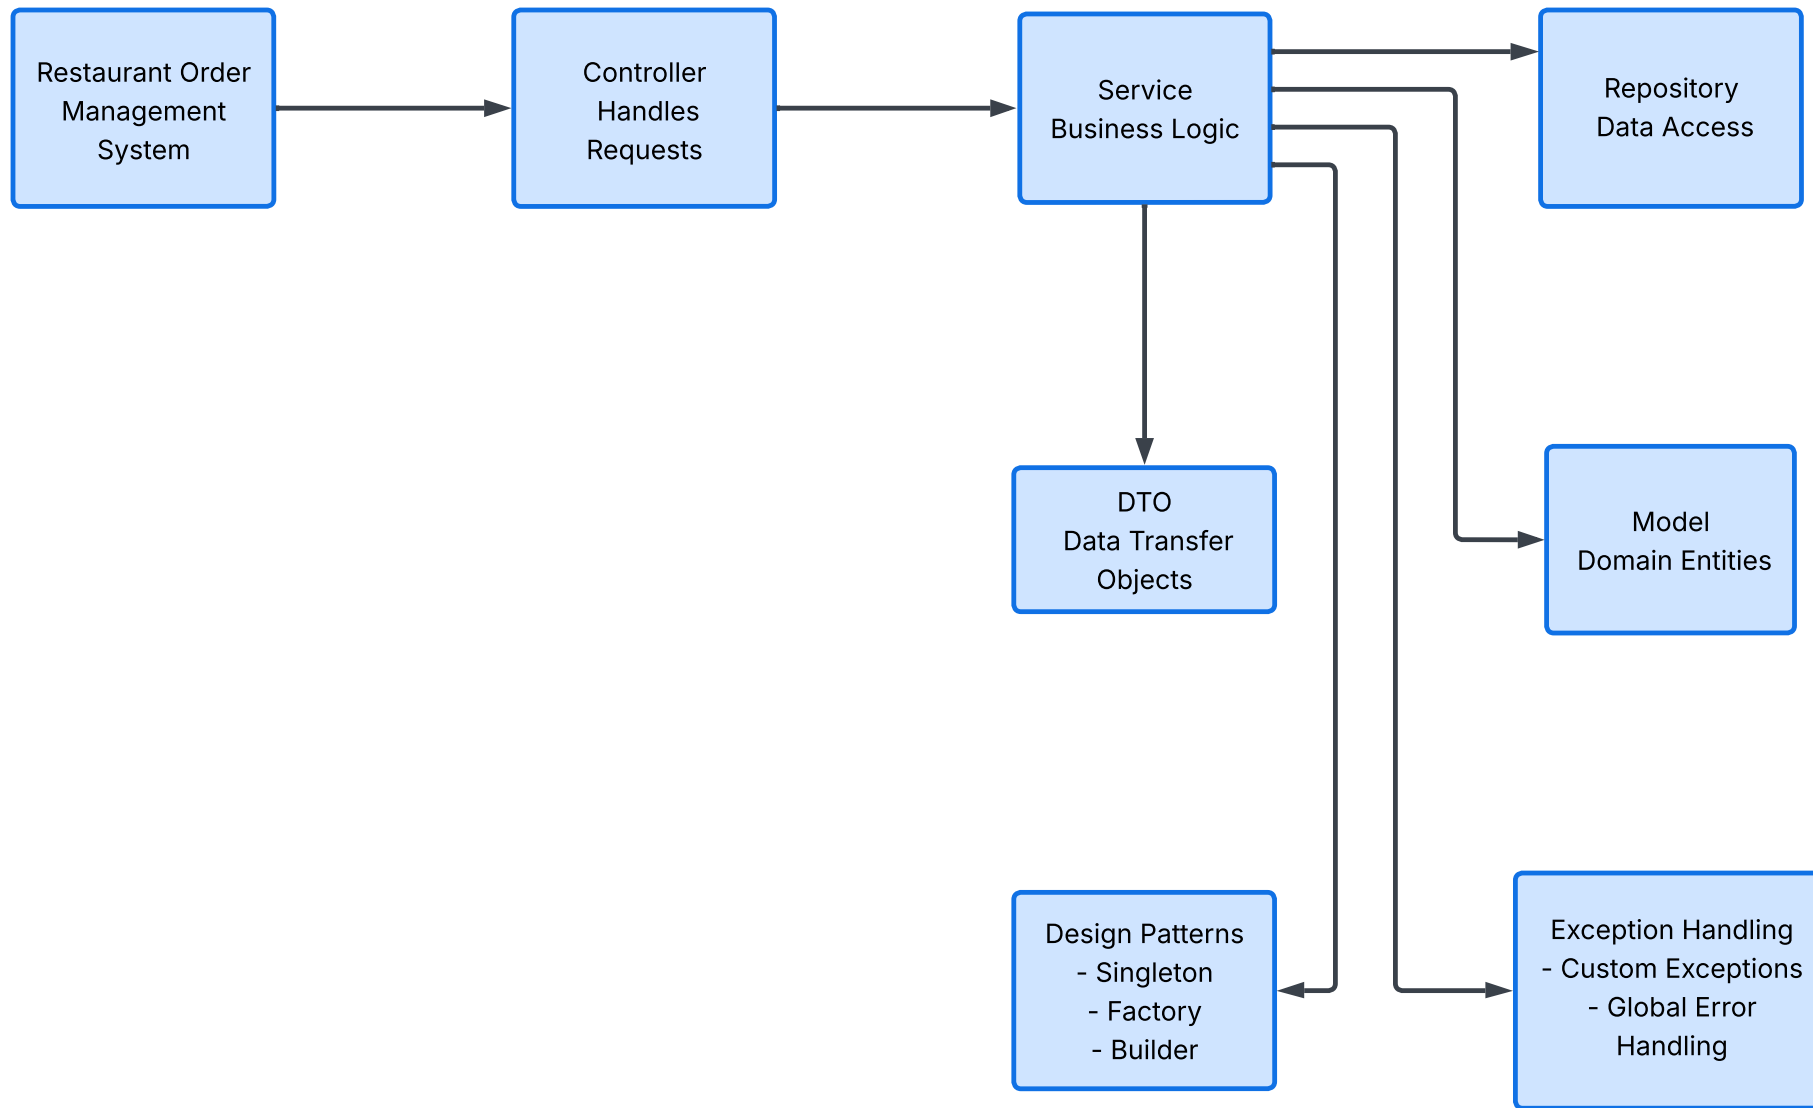 Restaurant Order
Management
System
Controller
Handles
Requests
Service
Business Logic
Repository
Data Access
DTO
Data Transfer
Objects
Model
Domain Entities
Design Patterns
- Singleton
- Factory
- Builder
Exception Handling
- Custom Exceptions
- Global Error
Handling